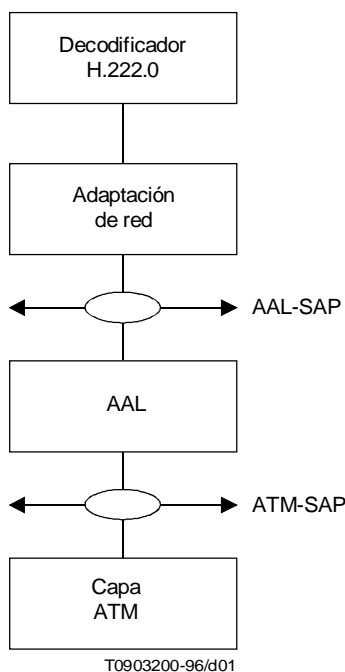 Decodificador
H.222.0
Adaptación
de red
AAL-SAP
AAL
ATM-SAP
Capa
ATM
T0903200-96/d01